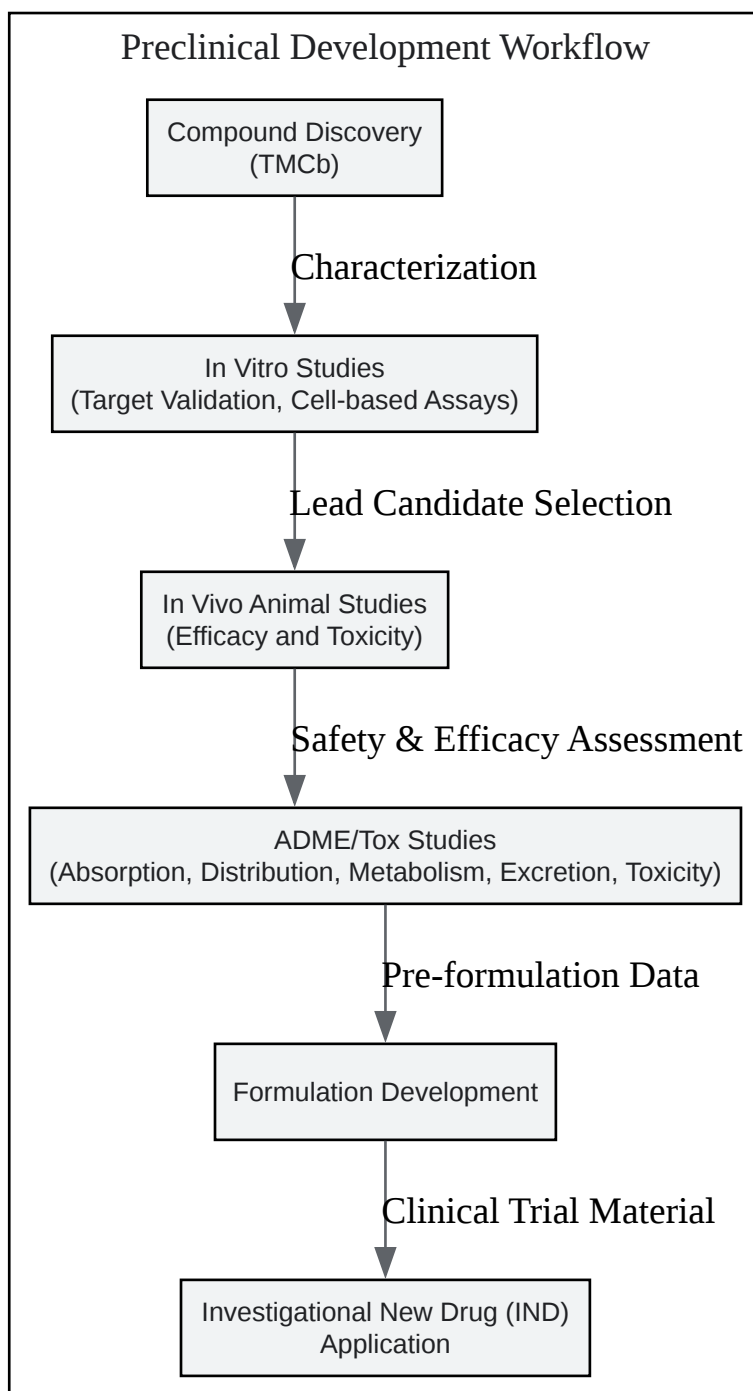 Preclinical Development Workflow
Compound Discovery
(TMCb)
Characterization
In Vitro Studies
(Target Validation, Cell-based Assays)
Lead Candidate Selection
In Vivo Animal Studies
(Efficacy and Toxicity)
Safety & Efficacy Assessment
ADME/Tox Studies
(Absorption, Distribution, Metabolism, Excretion, Toxicity)
Pre-formulation Data
Formulation Development
Clinical Trial Material
Investigational New Drug (IND)
Application